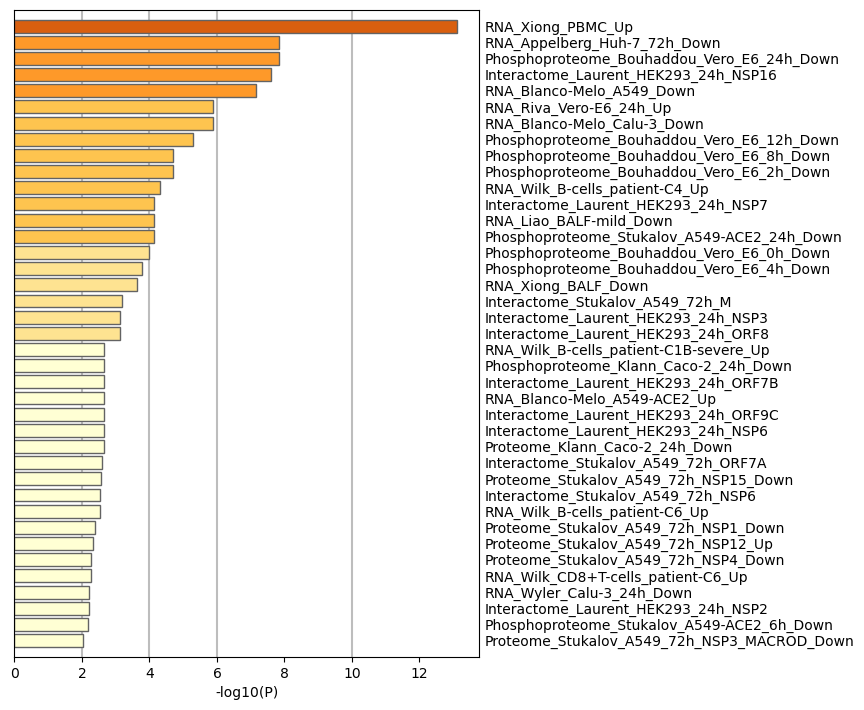 RNA_Xiong_PBMC_Up
RNA_Appelberg_Huh-7_72h_Down
Phosphoproteome_Bouhaddou_Vero_E6_24h_Down
Interactome_Laurent_HEK293_24h_NSP16
RNA_Blanco-Melo_A549_Down
RNA_Riva_Vero-E6_24h_Up
RNA_Blanco-Melo_Calu-3_Down
Phosphoproteome_Bouhaddou_Vero_E6_12h_Down
Phosphoproteome_Bouhaddou_Vero_E6_8h_Down
Phosphoproteome_Bouhaddou_Vero_E6_2h_Down
RNA_Wilk_B-cells_patient-C4_Up
Interactome_Laurent_HEK293_24h_NSP7
RNA_Liao_BALF-mild_Down
Phosphoproteome_Stukalov_A549-ACE2_24h_Down
Phosphoproteome_Bouhaddou_Vero_E6_0h_Down
Phosphoproteome_Bouhaddou_Vero_E6_4h_Down
RNA_Xiong_BALF_Down
Interactome_Stukalov_A549_72h_M
Interactome_Laurent_HEK293_24h_NSP3
Interactome_Laurent_HEK293_24h_ORF8
RNA_Wilk_B-cells_patient-C1B-severe_Up
Phosphoproteome_Klann_Caco-2_24h_Down
Interactome_Laurent_HEK293_24h_ORF7B
RNA_Blanco-Melo_A549-ACE2_Up
Interactome_Laurent_HEK293_24h_ORF9C
Interactome_Laurent_HEK293_24h_NSP6
Proteome_Klann_Caco-2_24h_Down
Interactome_Stukalov_A549_72h_ORF7A
Proteome_Stukalov_A549_72h_NSP15_Down
Interactome_Stukalov_A549_72h_NSP6
RNA_Wilk_B-cells_patient-C6_Up
Proteome_Stukalov_A549_72h_NSP1_Down
Proteome_Stukalov_A549_72h_NSP12_Up
Proteome_Stukalov_A549_72h_NSP4_Down
RNA_Wilk_CD8+T-cells_patient-C6_Up
RNA_Wyler_Calu-3_24h_Down
Interactome_Laurent_HEK293_24h_NSP2
Phosphoproteome_Stukalov_A549-ACE2_6h_Down
Proteome_Stukalov_A549_72h_NSP3_MACROD_Down
0 2 4 6 8 10 12
-log10(P)